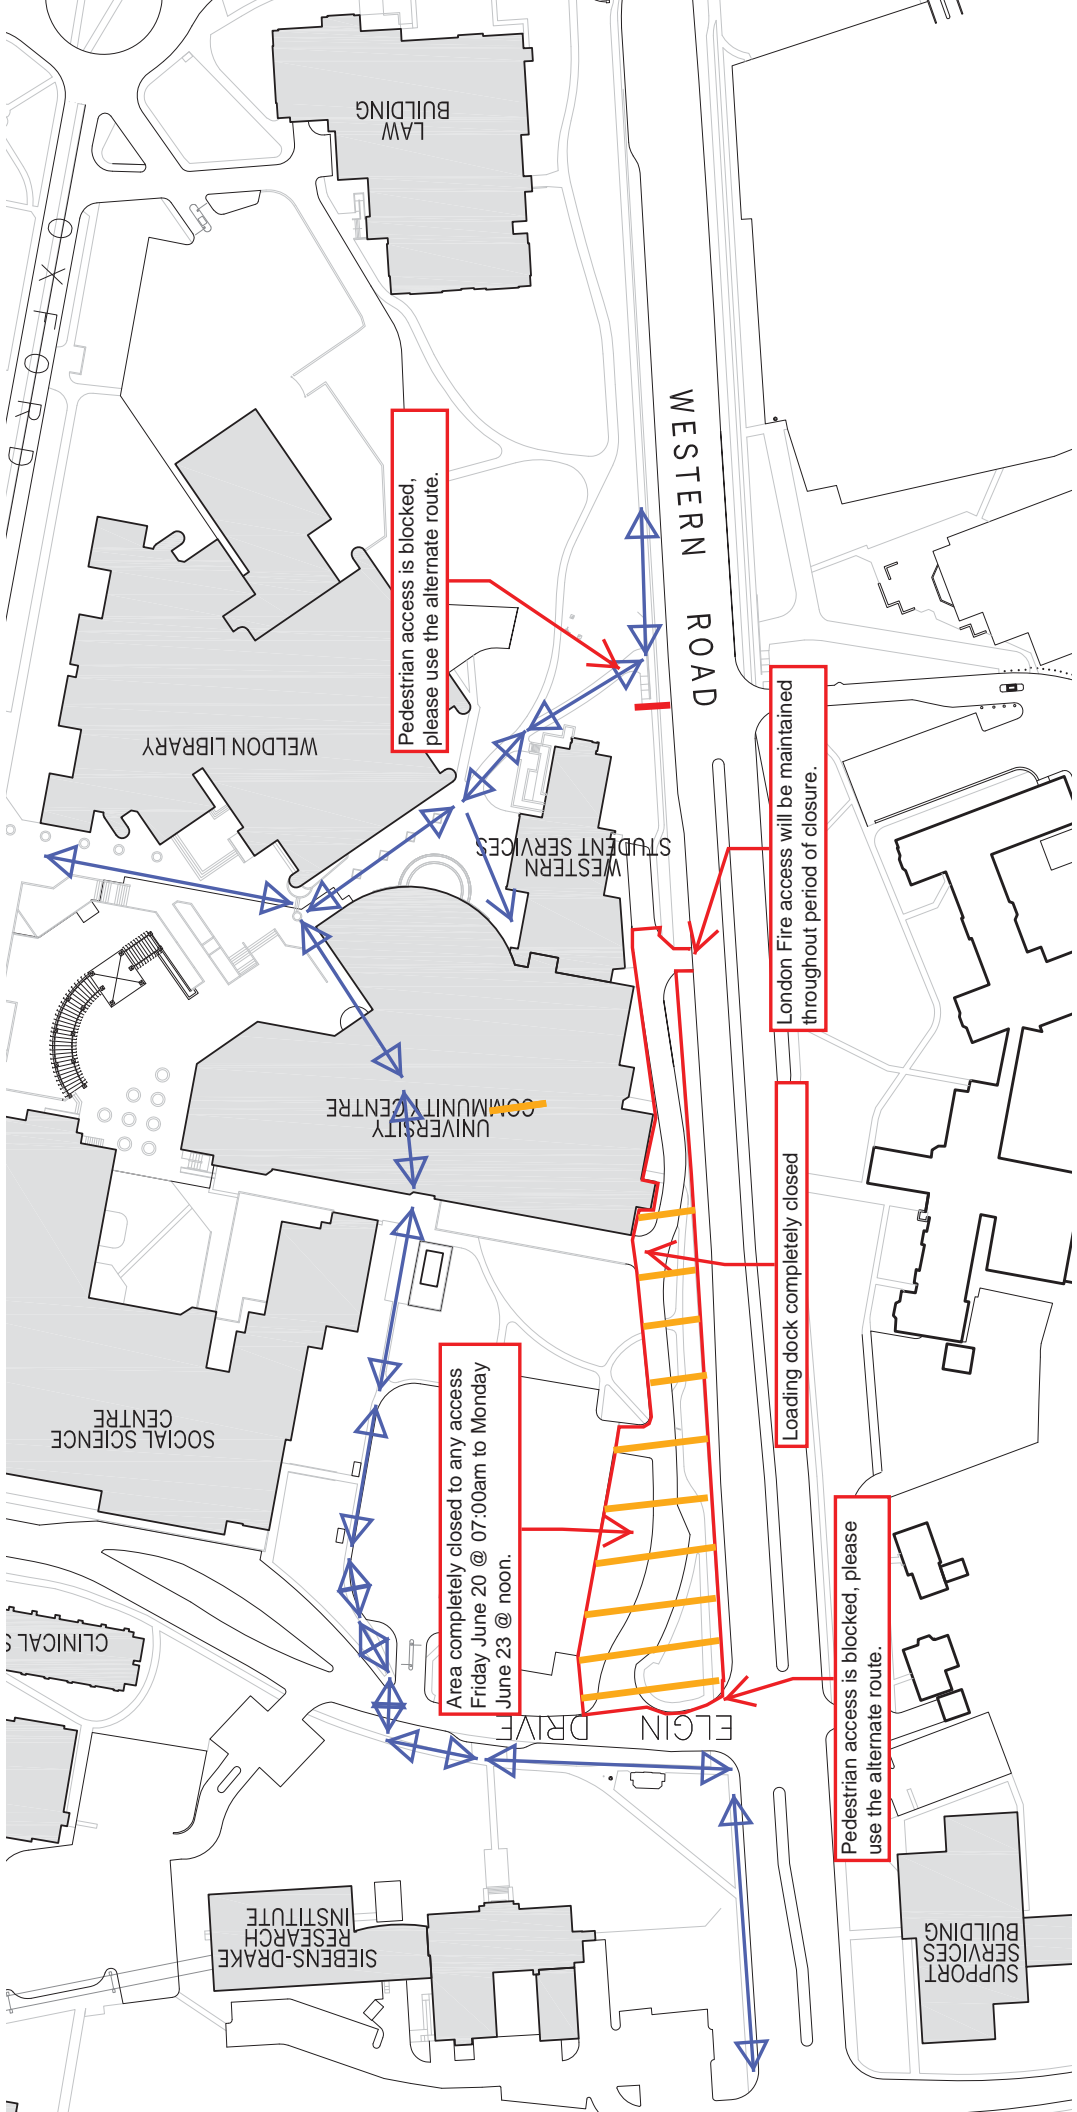 LAW
BUILDING
OXFORD
WESTERN ROAD
Pedestrian access is blocked,
please use the alternate route.
WELDON LIBRARY
WESTERN
STUDENT SERVICES
London Fire access will be maintained
throughout period of closure.
UNIVERSITY
COMMUNITY CENTRE
Loading dock completely closed
SOCIAL SCIENCE
CENTRE
Area completely closed to any access
Friday June 20 @ 07:00am to Monday
June 23 @ noon.
CLINICAL S
ELGIN DRIVE
Pedestrian access is blocked, please
use the alternate route.
SIEBENS-DRAKE
RESEARCH
INSTITUTE
SUPPORT
SERVICES
BUILDING